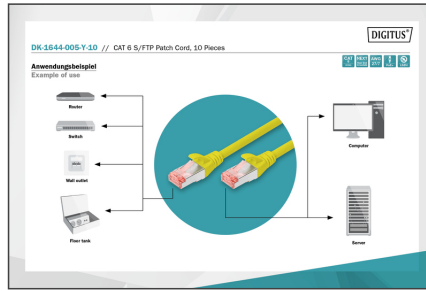 DIGITUS®
DK-1644-005-Y-10 // CAT 6 S/FTP Patch Cord, 10 Pieces
Anwendungsbeispiel
Example of use
Router
Switch
Wall outlet
Floor tank
Computer
Server